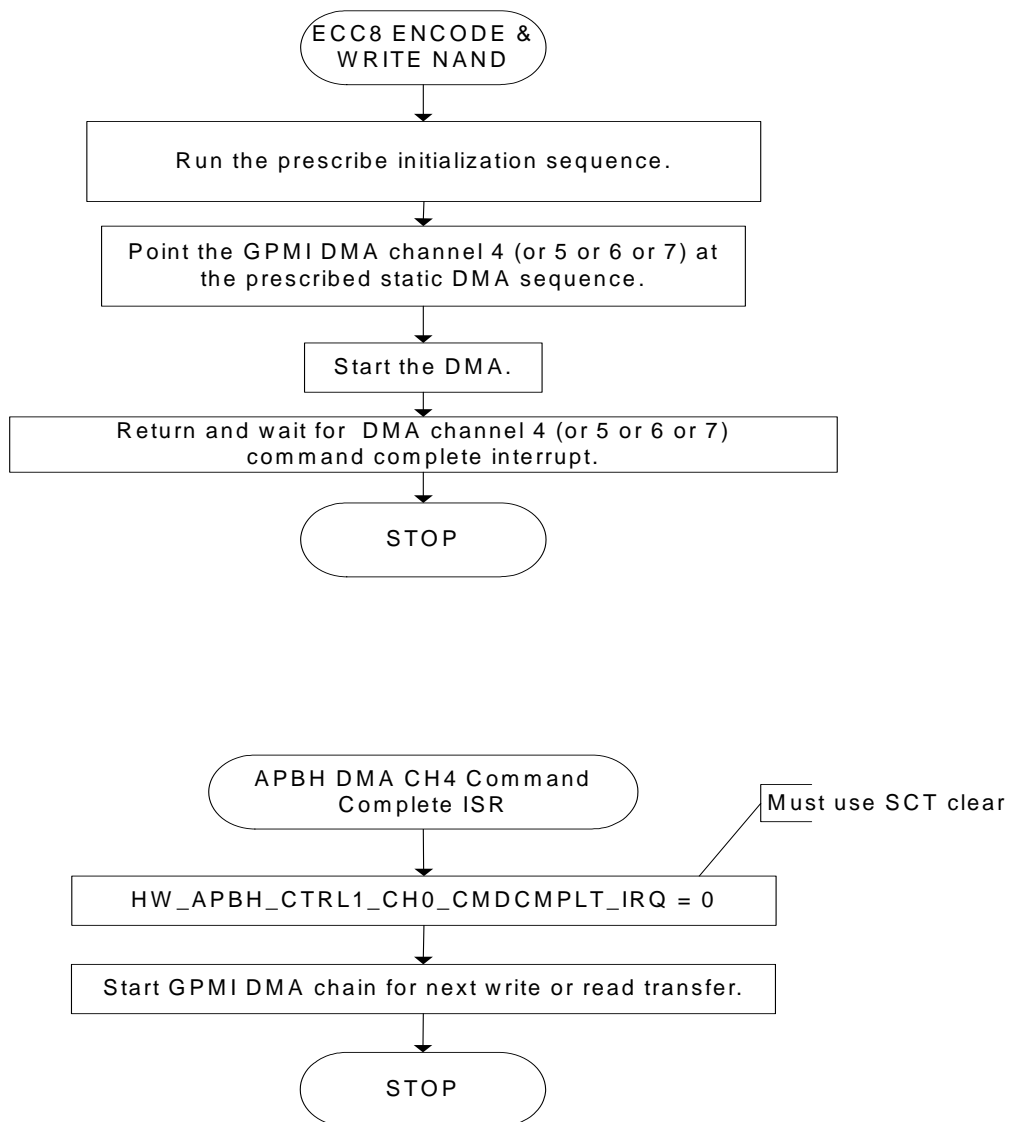 ECC8 ENCODE &
WRITE NAND
Run the prescribe initialization sequence.
Point the GPMI DMA channel 4 (or 5 or 6 or 7) at
the prescribed static DMA sequence.
Start the DMA.
Return and wait for DMA channel 4 (or 5 or 6 or 7)
command complete interrupt.
STOP
APBH DMA CH4 Command
Complete ISR
Must use SCT clear
HW_APBH_CTRL1_CH0_CMDCMPLT_IRQ = 0
Start GPMI DMA chain for next write or read transfer.
STOP